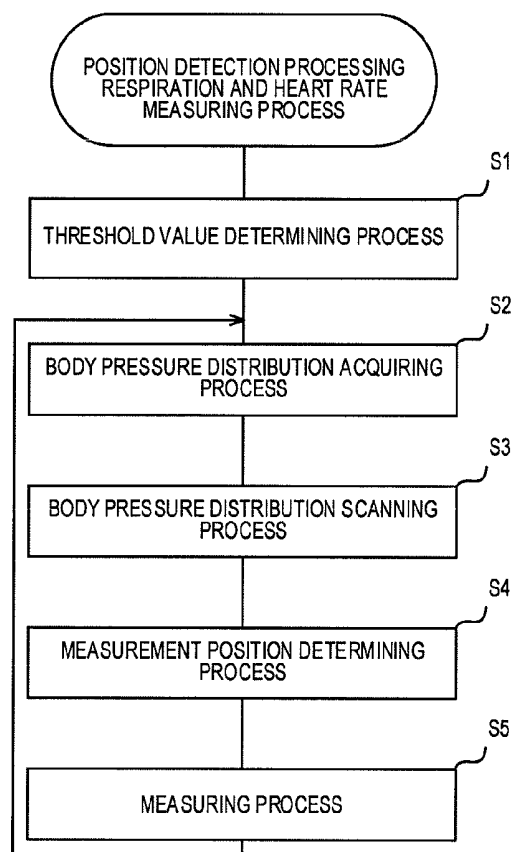 POSITION DETECTION PROCESSING
RESPIRATION AND HEART RATE
MEASURING PROCESS
S1
THRESHOLD VALUE DETERMINING PROCESS
S2
BODY PRESSURE DISTRIBUTION ACQUIRING
PROCESS
S3
BODY PRESSURE DISTRIBUTION SCANNING
PROCESS
S4
MEASUREMENT POSITION DETERMINING
PROCESS
S5
MEASURING PROCESS